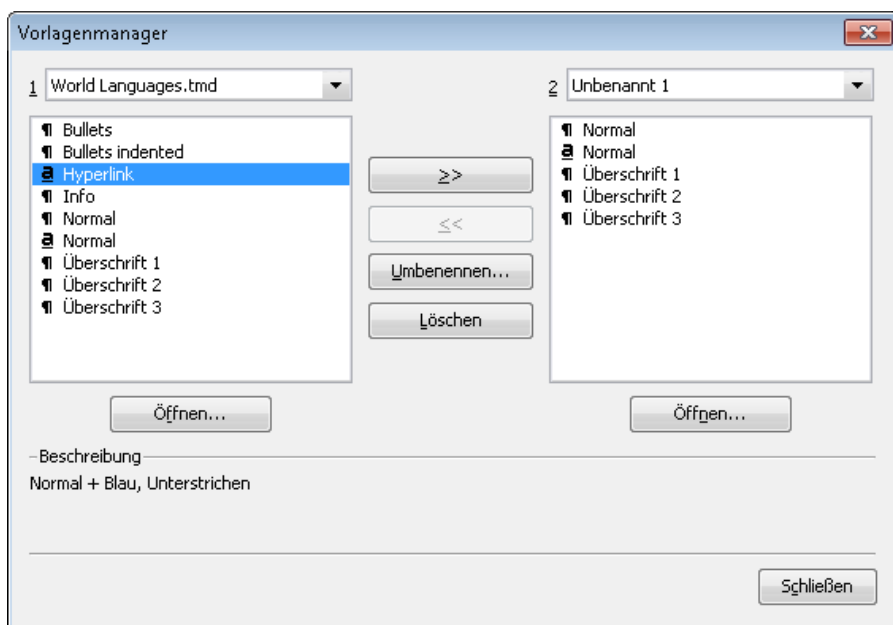 Vorlagenmanager
1 World Languages.tmd
2 Unbenannt 1
¶ Bullets
¶ Bullets indented
a Hyperlink
¶ Info
¶ Normal
a Normal
¶ Überschrift 1
¶ Überschrift 2
¶ Überschrift 3
>>
<<
Umbenennen...
Löschen
¶ Normal
a Normal
¶ Überschrift 1
¶ Überschrift 2
¶ Überschrift 3
Öffnen...
Öffnen...
Beschreibung
Normal + Blau, Unterstrichen
Schließen